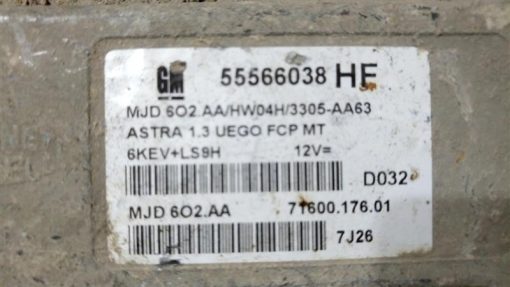 GM 55566038 HF
MJD 6O2.AA/HW04H/3305-AA63
ASTRA 1.3 UEGO FCP MT
6KEV+LS9H 12V=
D032
MJD 6O2.AA 71600.176.01
7J26